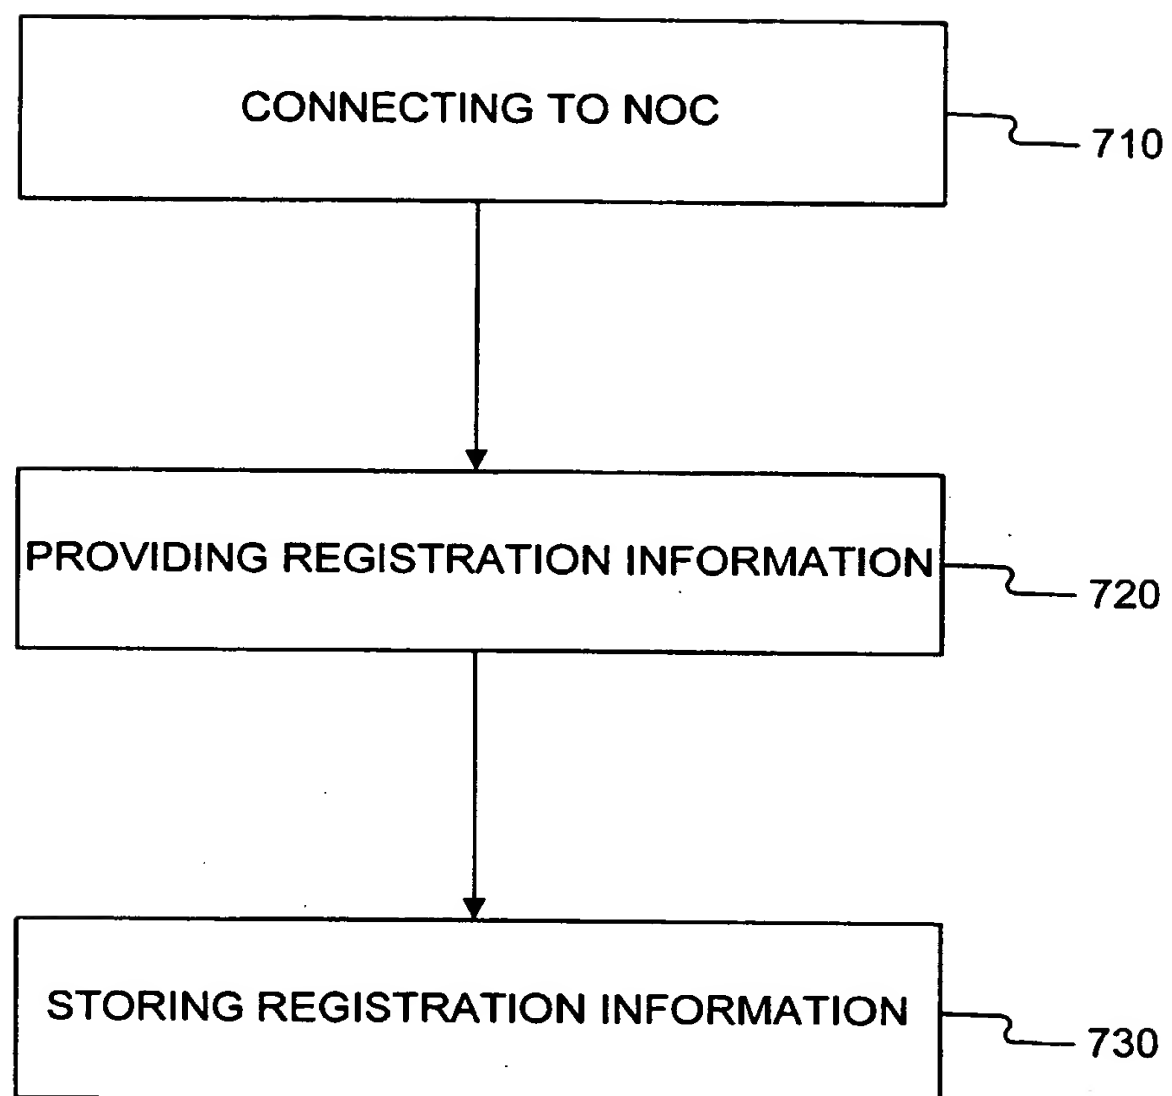 CONNECTING TO NOC
710
PROVIDING REGISTRATION INFORMATION
720
STORING REGISTRATION INFORMATION
730